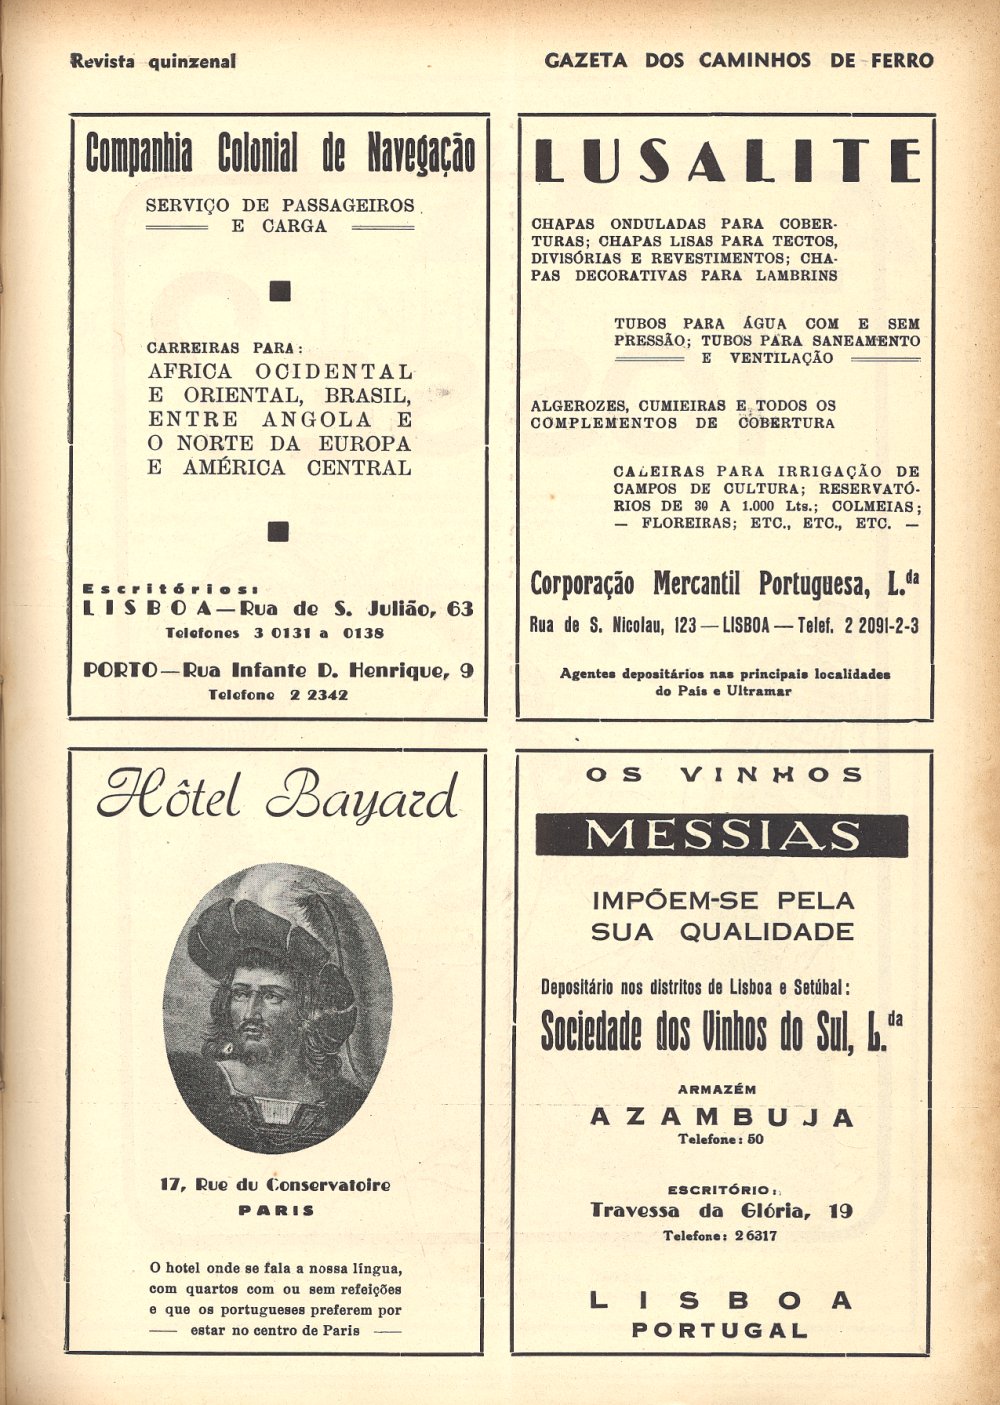 Revista quinzenal
GAZETA DOS CAMINHOS DE FERRO
Companhia Colonial de Navegação
SERVIÇO DE PASSAGEIROS
E CARGA
CARREIRAS PARA:
AFRICA OCIDENTAL
E ORIENTAL, BRASIL,
ENTRE ANGOLA E
O NORTE DA EUROPA
E AMÉRICA CENTRAL
Escritórios:
LISBOA—Rua de S. Julião, 63
Telefones 3 0131 a 0138
PORTO—Rua Infante D. Henrique, 9
Telefone 2 2342
LUSALITE
CHAPAS ONDULADAS PARA COBER-
TURAS; CHAPAS LISAS PARA TECTOS,
DIVISÓRIAS E REVESTIMENTOS; CHA-
PAS DECORATIVAS PARA LAMBRINS
TUBOS PARA ÁGUA COM E SEM
PRESSÃO; TUBOS PARA SANEAMENTO
E VENTILAÇÃO
ALGEROZES, CUMIEIRAS E TODOS OS
COMPLEMENTOS DE COBERTURA
CALEIRAS PARA IRRIGAÇÃO DE
CAMPOS DE CULTURA; RESERVATÓ-
RIOS DE 30 A 1.000 Lts.; COLMEIAS;
— FLOREIRAS; ETC., ETC., ETC. —
Corporação Mercantil Portuguesa, L.da
Rua de S. Nicolau, 123—LISBOA—Telef. 2 2091-2-3
Agentes depositários nas principais localidades
do País e Ultramar
Hôtel Bayard
17, Rue du Conservatoire
PARIS
O hotel onde se fala a nossa língua,
com quartos com ou sem refeições
e que os portugueses preferem por
— estar no centro de Paris —
OS VINHOS
MESSIAS
IMPÕEM-SE PELA
SUA QUALIDADE
Depositário nos distritos de Lisboa e Setúbal:
Sociedade dos Vinhos do Sul, L.da
ARMAZÉM
AZAMBUJA
Telefone: 50
ESCRITÓRIO:
Travessa da Glória, 19
Telefone: 2 6317
LISBOA
PORTUGAL